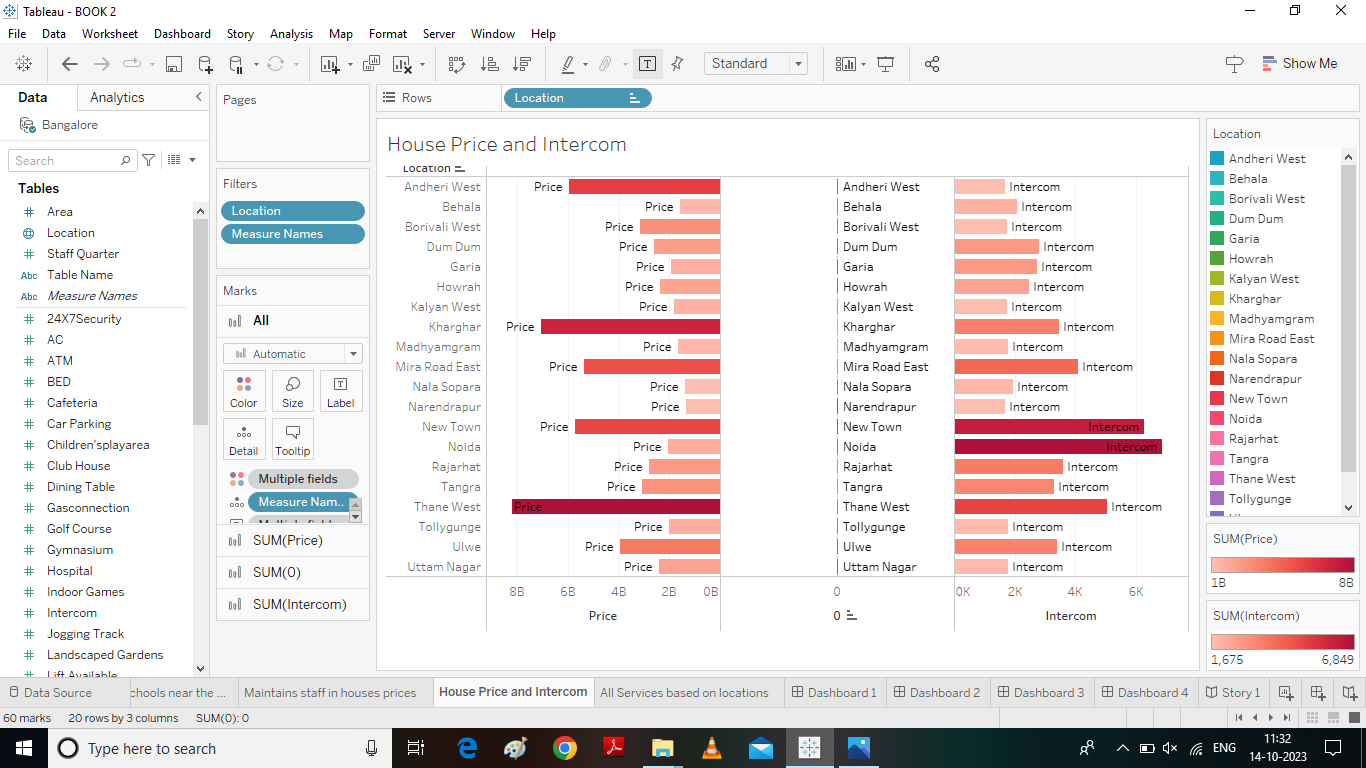 Tableau - BOOK 2
File Data Worksheet Dashboard Story Analysis Map Format Server Window Help
Standard
Show Me
Data Analytics
Bangalore
Search
Tables
Area
Location
Staff Quarter
Abc Table Name
Abc Measure Names
24X7Security
AC
ATM
BED
Cafeteria
Car Parking
Children'splayarea
Club House
Dining Table
Gasconnection
Golf Course
Gymnasium
Hospital
Indoor Games
Intercom
Jogging Track
Landscaped Gardens
Lift Available
Pages
Filters
Location
Measure Names
Marks
All
Automatic
Color Size Label
Detail Tooltip
Multiple fields
Measure Nam..
Multiple fields
SUM(Price)
SUM(0)
SUM(Intercom)
Rows Location
House Price and Intercom
Location
Andheri West Price Andheri West Intercom
Behala Price Behala Intercom
Borivali West Price Borivali West Intercom
Dum Dum Price Dum Dum Intercom
Garia Price Garia Intercom
Howrah Price Howrah Intercom
Kalyan West Price Kalyan West Intercom
Kharghar Price Kharghar Intercom
Madhyamgram Price Madhyamgram Intercom
Mira Road East Price Mira Road East Intercom
Nala Sopara Price Nala Sopara Intercom
Narendrapur Price Narendrapur Intercom
New Town Price New Town Intercom
Noida Price Noida Intercom
Rajarhat Price Rajarhat Intercom
Tangra Price Tangra Intercom
Thane West Price Thane West Intercom
Tollygunge Price Tollygunge Intercom
Ulwe Price Ulwe Intercom
Uttam Nagar Price Uttam Nagar Intercom
8B 6B 4B 2B 0B 0 0K 2K 4K 6K
Price 0 Intercom
Location
Andheri West
Behala
Borivali West
Dum Dum
Garia
Howrah
Kalyan West
Kharghar
Madhyamgram
Mira Road East
Nala Sopara
Narendrapur
New Town
Noida
Rajarhat
Tangra
Thane West
Tollygunge
Ulwe
SUM(Price)
1B 8B
SUM(Intercom)
1,675 6,849
Data Source chools near the ... Maintains staff in houses prices House Price and Intercom All Services based on locations Dashboard 1 Dashboard 2 Dashboard 3 Dashboard 4 Story 1
60 marks 20 rows by 3 columns SUM(0): 0
Type here to search
ENG
11:32
14-10-2023